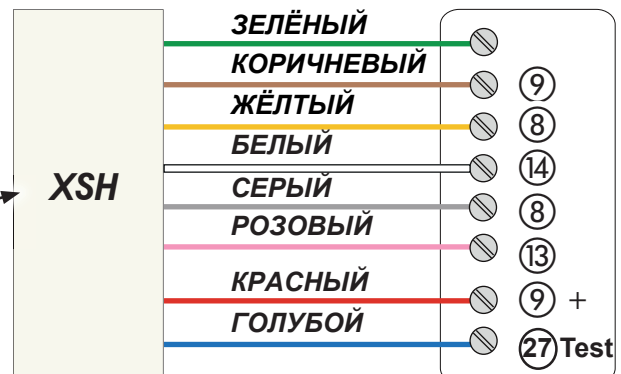 ЗЕЛЁНЫЙ
КОРИЧНЕВЫЙ 9
ЖЁЛТЫЙ 8
БЕЛЫЙ 14
XSH
СЕРЫЙ 8
РОЗОВЫЙ 13
КРАСНЫЙ 9 +
ГОЛУБОЙ 27 Test